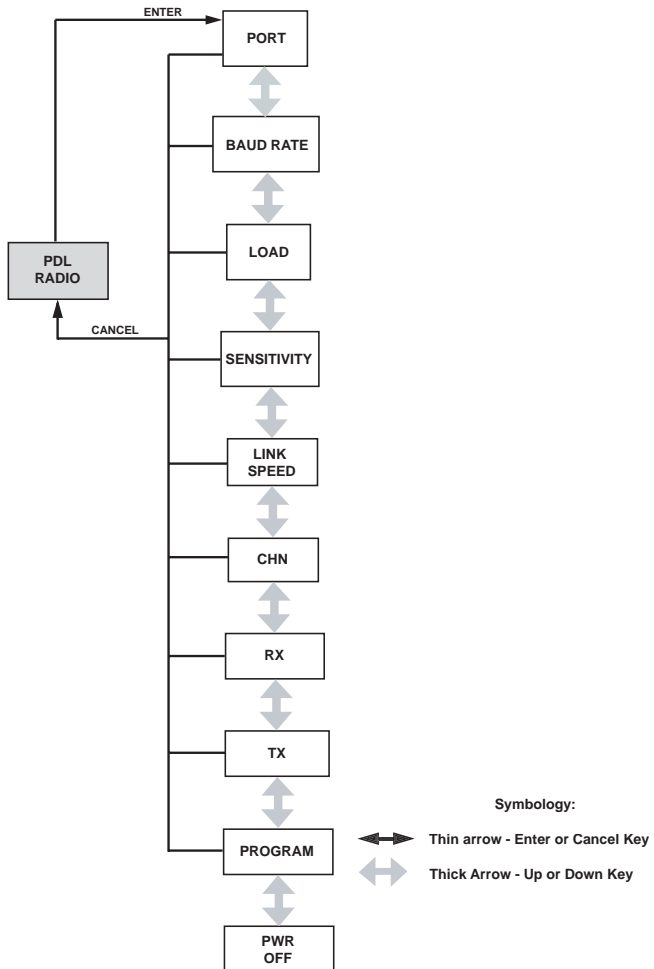 ENTER
PORT
BAUD RATE
LOAD
PDL
RADIO
CANCEL
SENSITIVITY
LINK
SPEED
CHN
RX
TX
Symbology:
PROGRAM
Thin arrow - Enter or Cancel Key
Thick Arrow - Up or Down Key
PWR
OFF